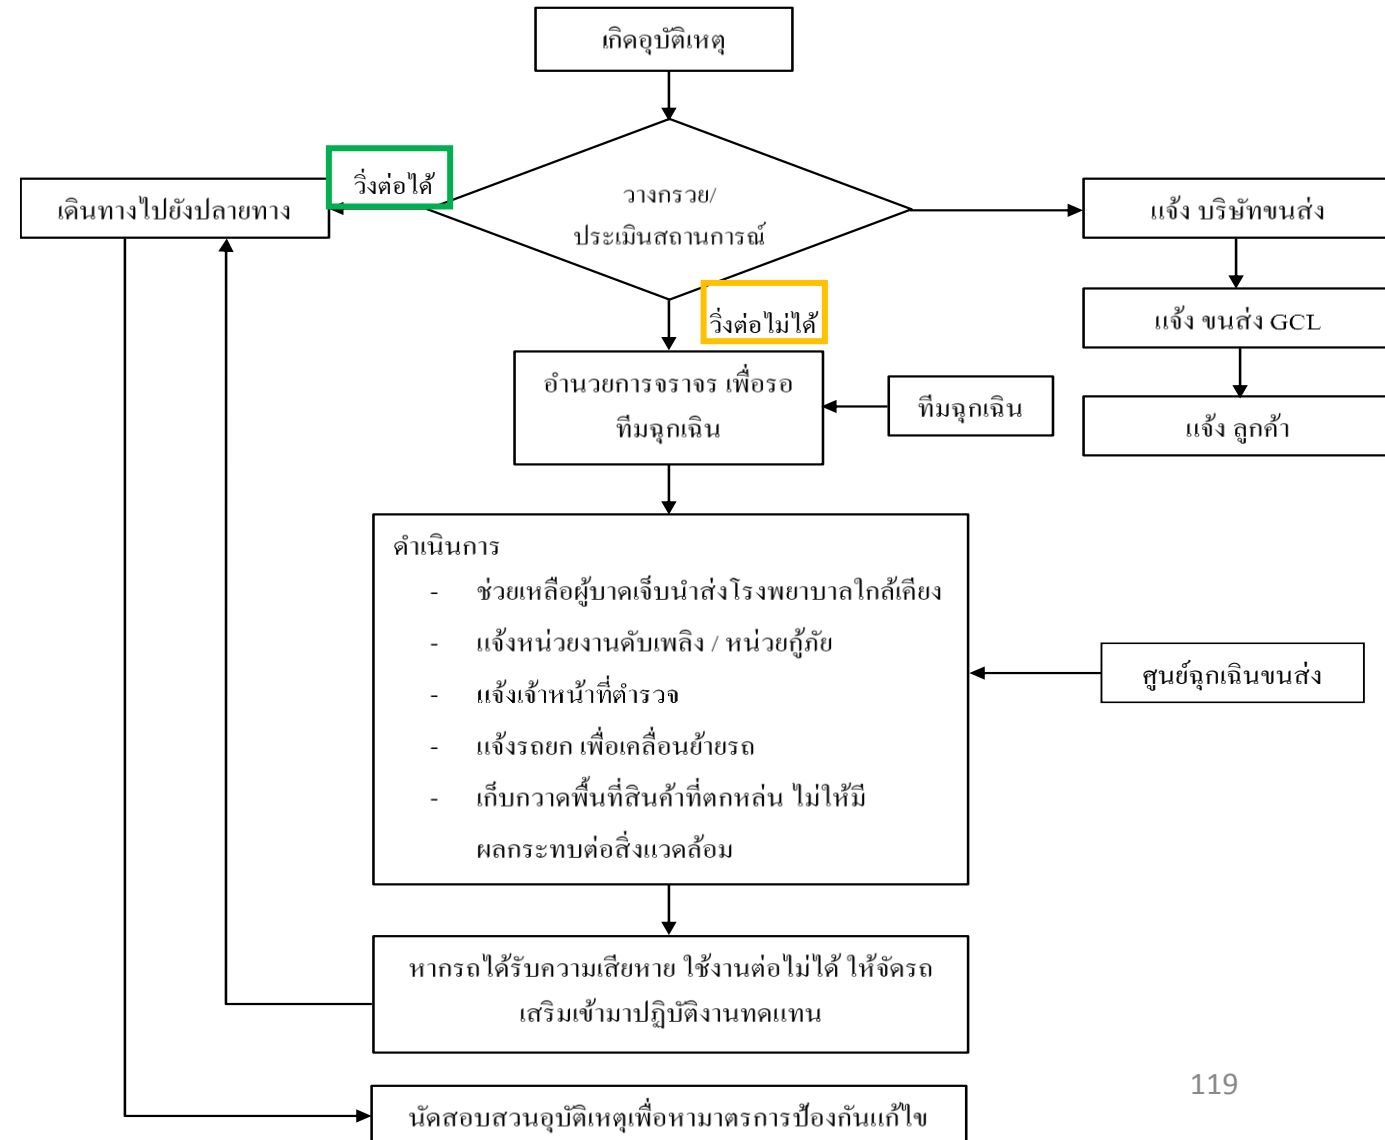 เกิดอุบัติเหตุ
วิ่งต่อได้
เดินทางไปยังปลายทาง
วางกรวย/
ประเมินสถานการณ์
แจ้ง บริษัทขนส่ง
แจ้ง ขนส่ง GCL
แจ้ง ลูกค้า
วิ่งต่อไม่ได้
อำนวยการจราจร เพื่อรอ
ทีมฉุกเฉิน
ทีมฉุกเฉิน
ดำเนินการ
- ช่วยเหลือผู้บาดเจ็บนำส่งโรงพยาบาลใกล้เคียง
- แจ้งหน่วยงานดับเพลิง / หน่วยกู้ภัย
- แจ้งเจ้าหน้าที่ตำรวจ
- แจ้งรถยก เพื่อเคลื่อนย้ายรถ
- เก็บกวาดพื้นที่สินค้าที่ตกหล่น ไม่ให้มี
ผลกระทบต่อสิ่งแวดล้อม
ศูนย์ฉุกเฉินขนส่ง
หากรถได้รับความเสียหาย ใช้งานต่อไม่ได้ ให้จัดรถ
เสริมเข้ามาปฏิบัติงานทดแทน
นัดสอบสวนอุบัติเหตุเพื่อหามาตรการป้องกันแก้ไข
119